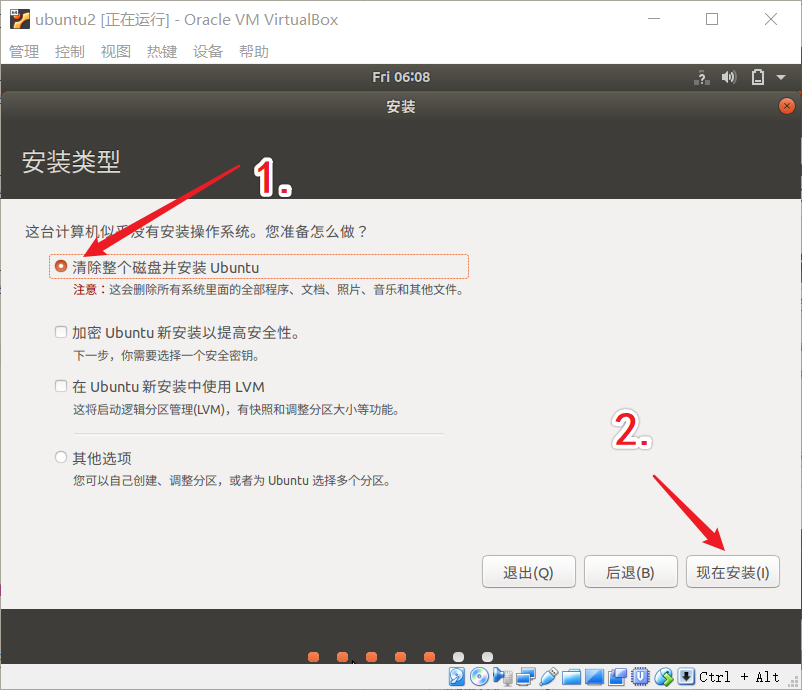 ubuntu2 [正在运行] - Oracle VM VirtualBox
管理 控制 视图 热键 设备 帮助
Fri 06:08
安装
安装类型
1.
这台计算机似乎没有安装操作系统。您准备怎么做？
清除整个磁盘并安装 Ubuntu
注意：这会删除所有系统里面的全部程序、文档、照片、音乐和其他文件。
加密 Ubuntu 新安装以提高安全性。
下一步，你需要选择一个安全密钥。
在 Ubuntu 新安装中使用 LVM
这将启动逻辑分区管理(LVM)，有快照和调整分区大小等功能。
2.
其他选项
您可以自己创建、调整分区，或者为 Ubuntu 选择多个分区。
退出(Q) 后退(B) 现在安装(I)
Ctrl + Alt